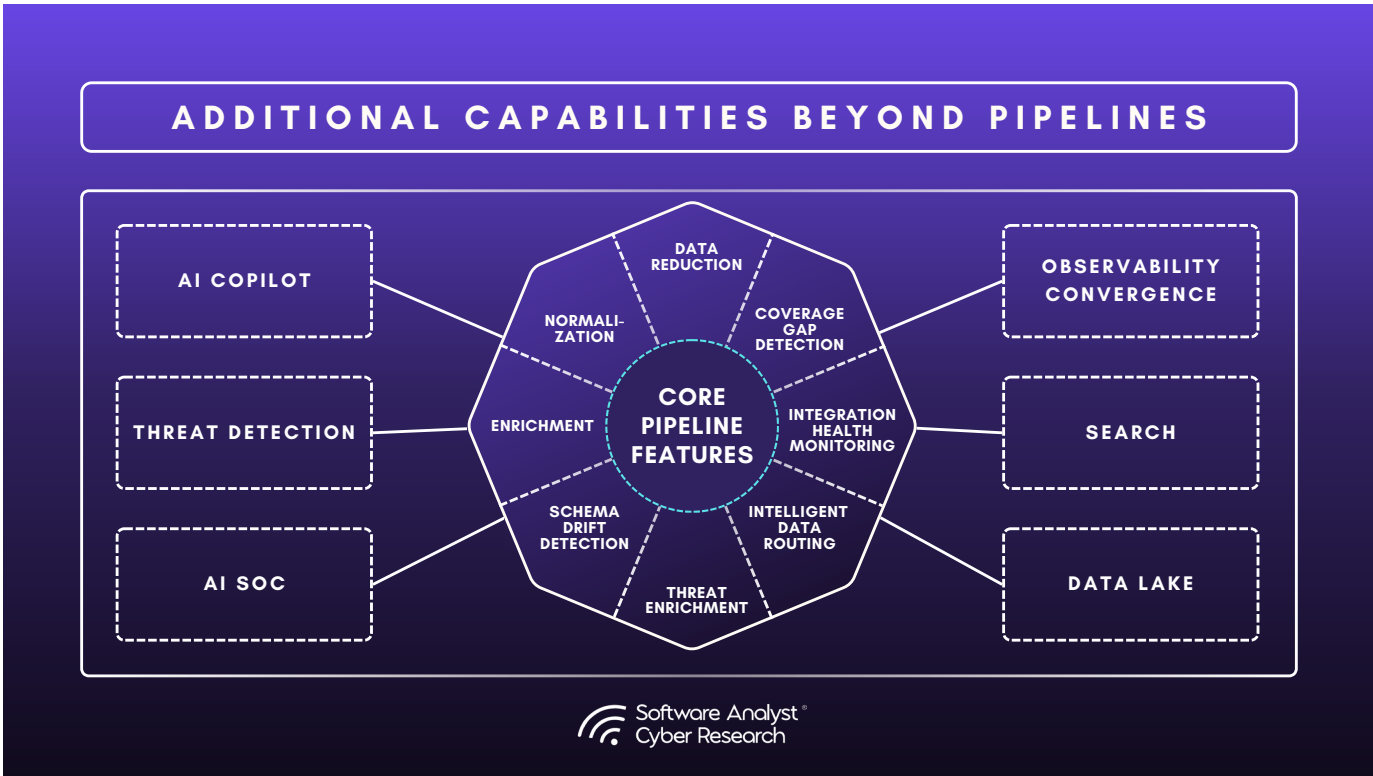 ADDITIONAL CAPABILITIES BEYOND PIPELINES
AI COPILOT
THREAT DETECTION
AI SOC
DATA
REDUCTION
COVERAGE
GAP
DETECTION
INTEGRATION
HEALTH
MONITORING
INTELLIGENT
DATA
ROUTING
THREAT
ENRICHMENT
SCHEMA
DRIFT
DETECTION
ENRICHMENT
NORMALI-
ZATION
CORE
PIPELINE
FEATURES
OBSERVABILITY
CONVERGENCE
SEARCH
DATA LAKE
Software Analyst®
Cyber Research